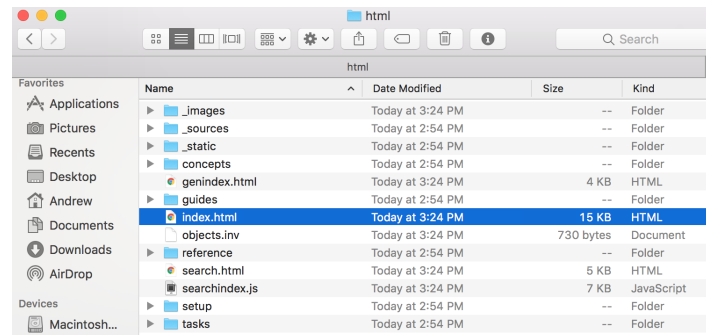 html
Search
html
Favorites
Applications
Pictures
Recents
Desktop
Andrew
Documents
Downloads
AirDrop
Devices
Macintosh...
Name Date Modified Size Kind
_images Today at 3:24 PM -- Folder
_sources Today at 2:54 PM -- Folder
_static Today at 2:54 PM -- Folder
concepts Today at 2:54 PM -- Folder
genindex.html Today at 3:24 PM 4 KB HTML
guides Today at 2:54 PM -- Folder
index.html Today at 3:24 PM 15 KB HTML
objects.inv Today at 3:24 PM 730 bytes Document
reference Today at 2:54 PM -- Folder
search.html Today at 3:24 PM 5 KB HTML
searchindex.js Today at 3:24 PM 7 KB JavaScript
setup Today at 2:54 PM -- Folder
tasks Today at 2:54 PM -- Folder